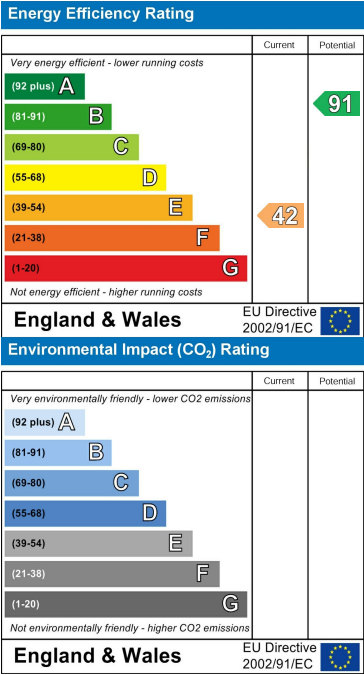 Energy Efficiency Rating
Current Potential
Very energy efficient - lower running costs
(92 plus) A
(81-91) B
91
(69-80) C
(55-68) D
(39-54) E
42
(21-38) F
(1-20) G
Not energy efficient - higher running costs
England & Wales
EU Directive
2002/91/EC
Environmental Impact (CO₂) Rating
Current Potential
Very environmentally friendly - lower CO2 emissions
(92 plus) A
(81-91) B
(69-80) C
(55-68) D
(39-54) E
(21-38) F
(1-20) G
Not environmentally friendly - higher CO2 emissions
England & Wales
EU Directive
2002/91/EC